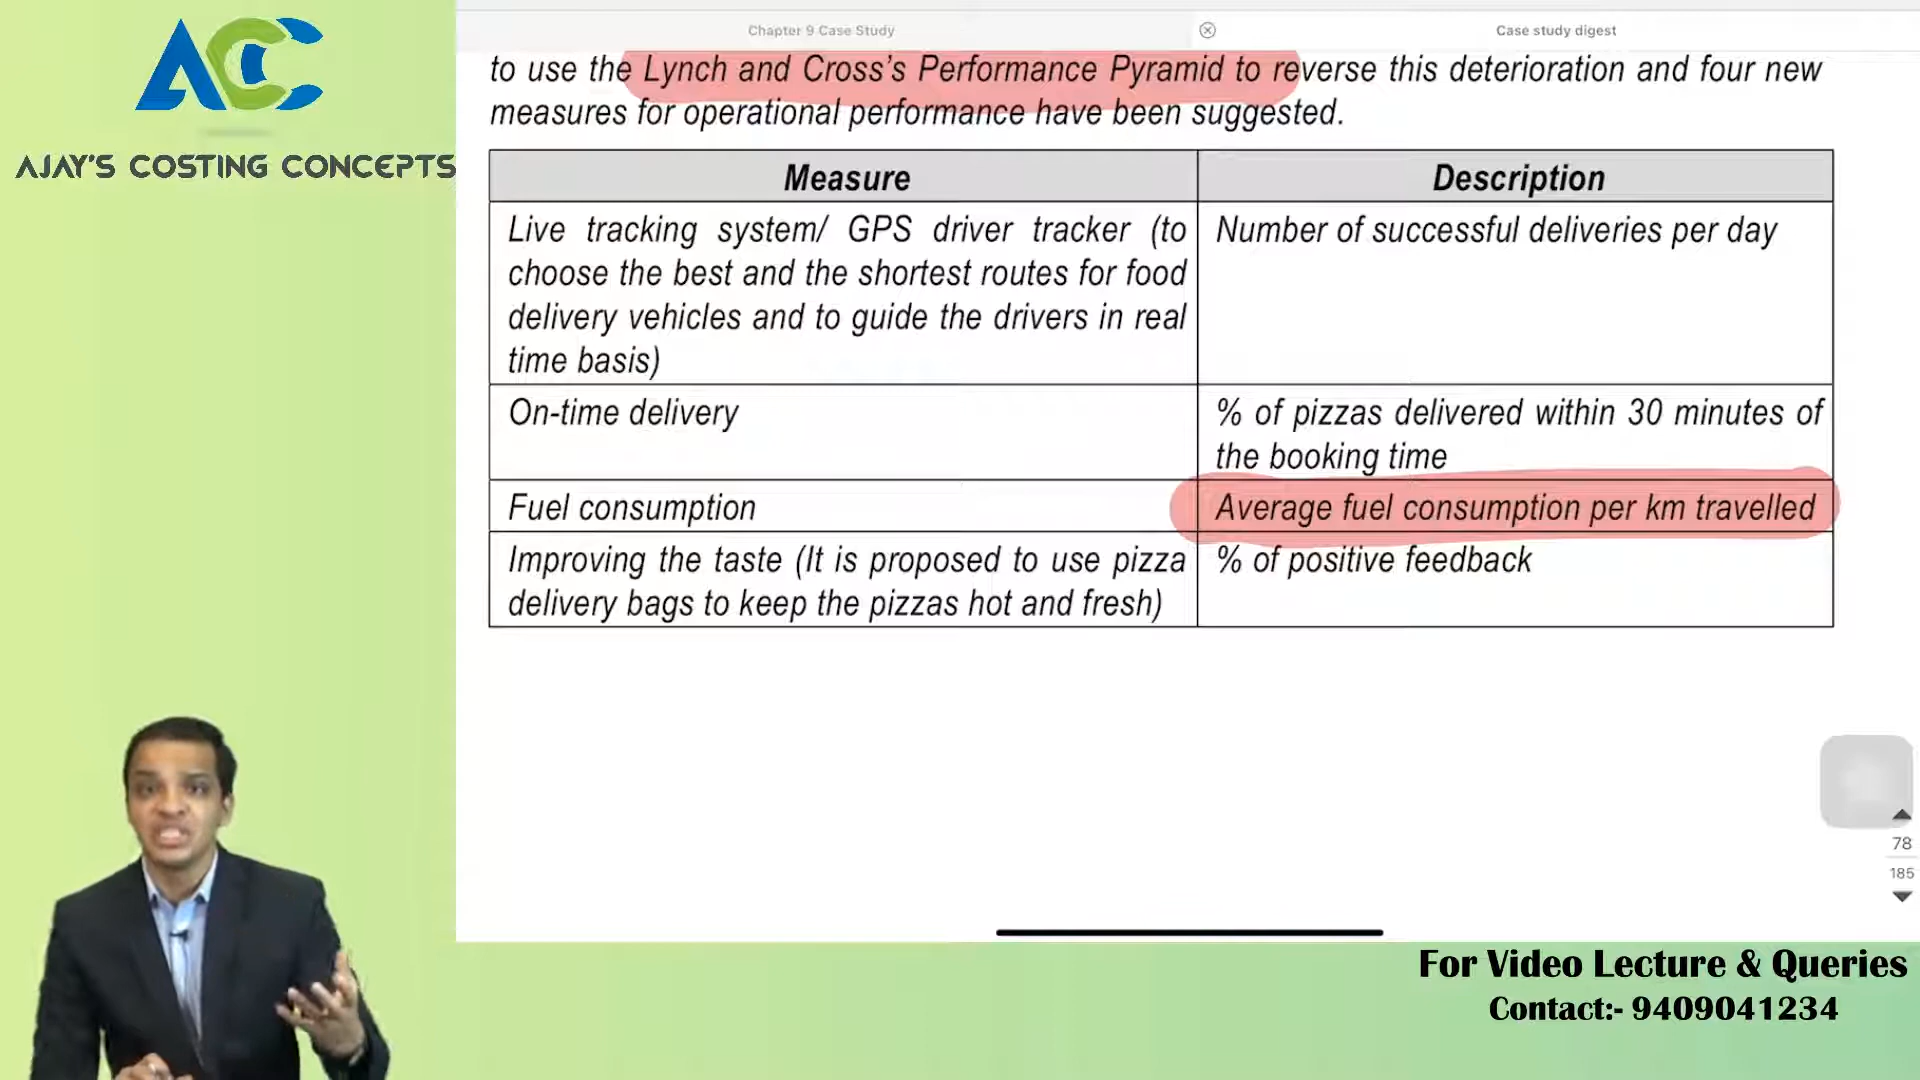 ACC
AJAY'S COSTING CONCEPTS
Chapter 9 Case Study
Case study digest
to use the Lynch and Cross's Performance Pyramid to reverse this deterioration and four new
measures for operational performance have been suggested.
Measure
Description
Live tracking system/ GPS driver tracker (to
choose the best and the shortest routes for food
delivery vehicles and to guide the drivers in real
time basis)
Number of successful deliveries per day
On-time delivery
% of pizzas delivered within 30 minutes of
the booking time
Fuel consumption
Average fuel consumption per km travelled
Improving the taste (It is proposed to use pizza
delivery bags to keep the pizzas hot and fresh)
% of positive feedback
78
185
For Video Lecture & Queries
Contact:- 9409041234